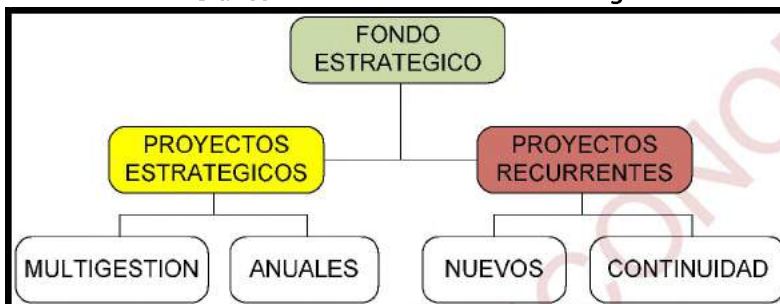 FONDO
ESTRATEGICO
PROYECTOS
ESTRATEGICOS
PROYECTOS
RECURRENTES
MULTIGESTION
ANUALES
NUEVOS
CONTINUIDAD